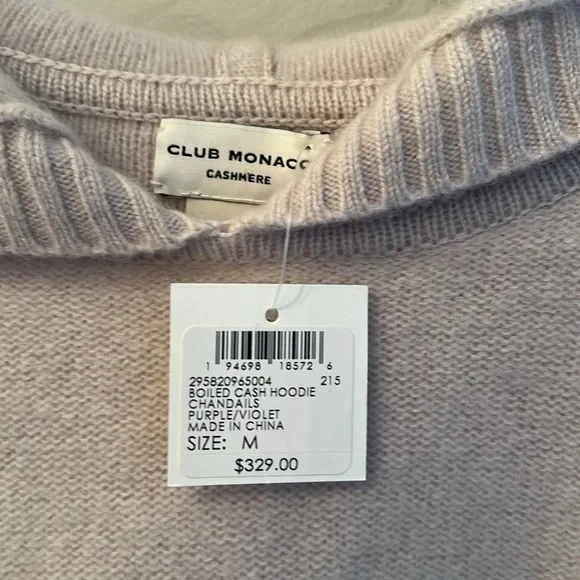 CLUB MONACO
CASHMERE
1 94698 18572 6
295820965004 215
BOILED CASH HOODIE
CHANDAILS
PURPLE/VIOLET
MADE IN CHINA
SIZE: M
$329.00